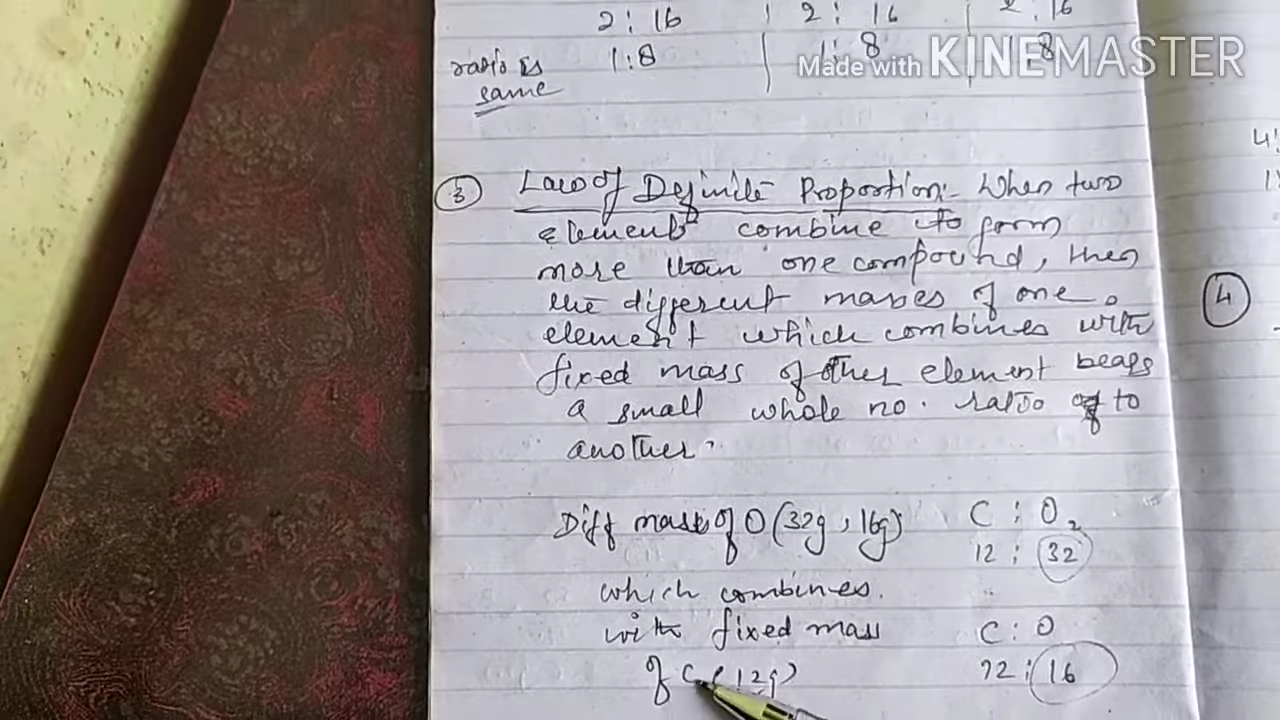 2 : 16 | 2 : 16 | 2 : 16
ratio is 1:8 | 1: 8 | 1:8
same
Made with KINEMASTER
4:
3 Law of Definite Proportion:- When two
element combine to form
more than one compound, then
the different masses of one
4
element which combines with
fixed mass of other element bears
a small whole no. ratio to
another.
Diff mass of O (32g, 16g) C : O2
12 : 32
which combines.
with fixed mass C : O
of C (12g) 12 : 16